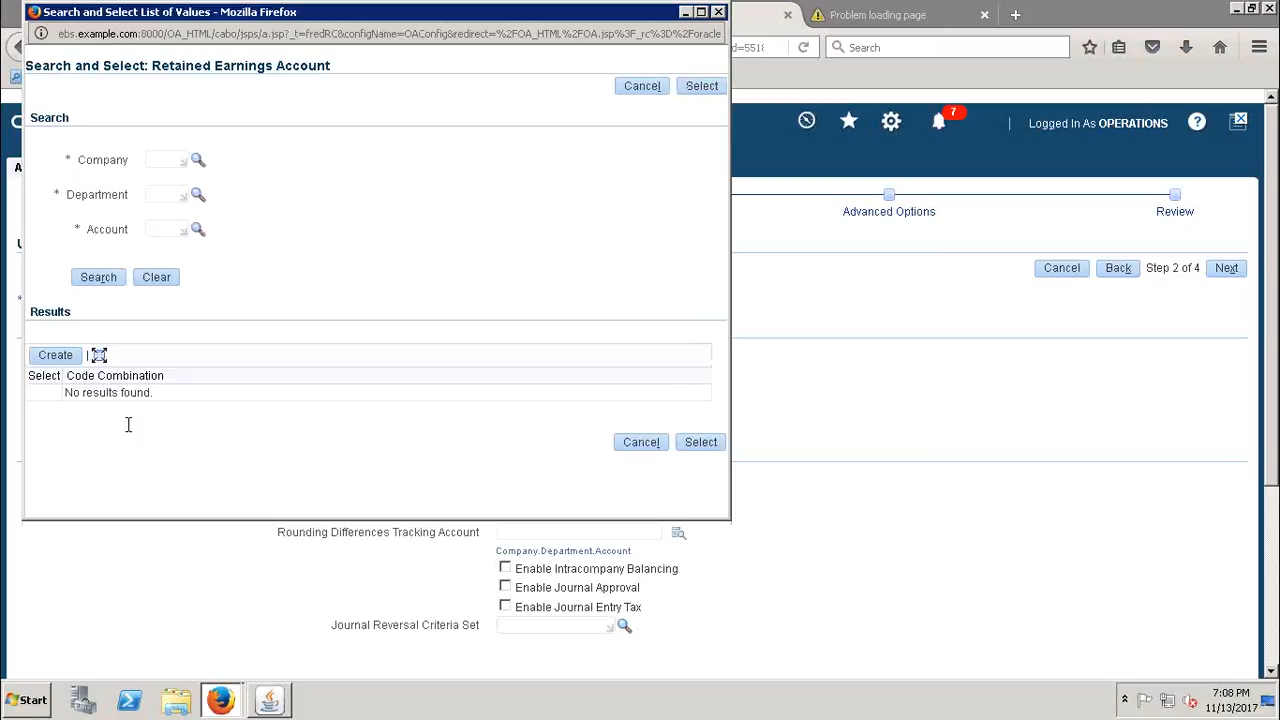 Search and Select List of Values - Mozilla Firefox
ebs.example.com:8000/OA_HTML/cabo/jsps/a.jsp?_t=fredRC&configName=OAConfig&redirect=%2FOA_HTML%2FOA.jsp%3F_rc%3D%2Foracle
Problem loading page
Search
Search and Select: Retained Earnings Account
Cancel Select
Search
7
Logged In As OPERATIONS
* Company
* Department
* Account
Advanced Options
Review
Search Clear
Cancel Back Step 2 of 4 Next
Results
Create
Select Code Combination
No results found.
Cancel Select
Rounding Differences Tracking Account
Company.Department.Account
Enable Intracompany Balancing
Enable Journal Approval
Enable Journal Entry Tax
Journal Reversal Criteria Set
Start
7:08 PM
11/13/2017